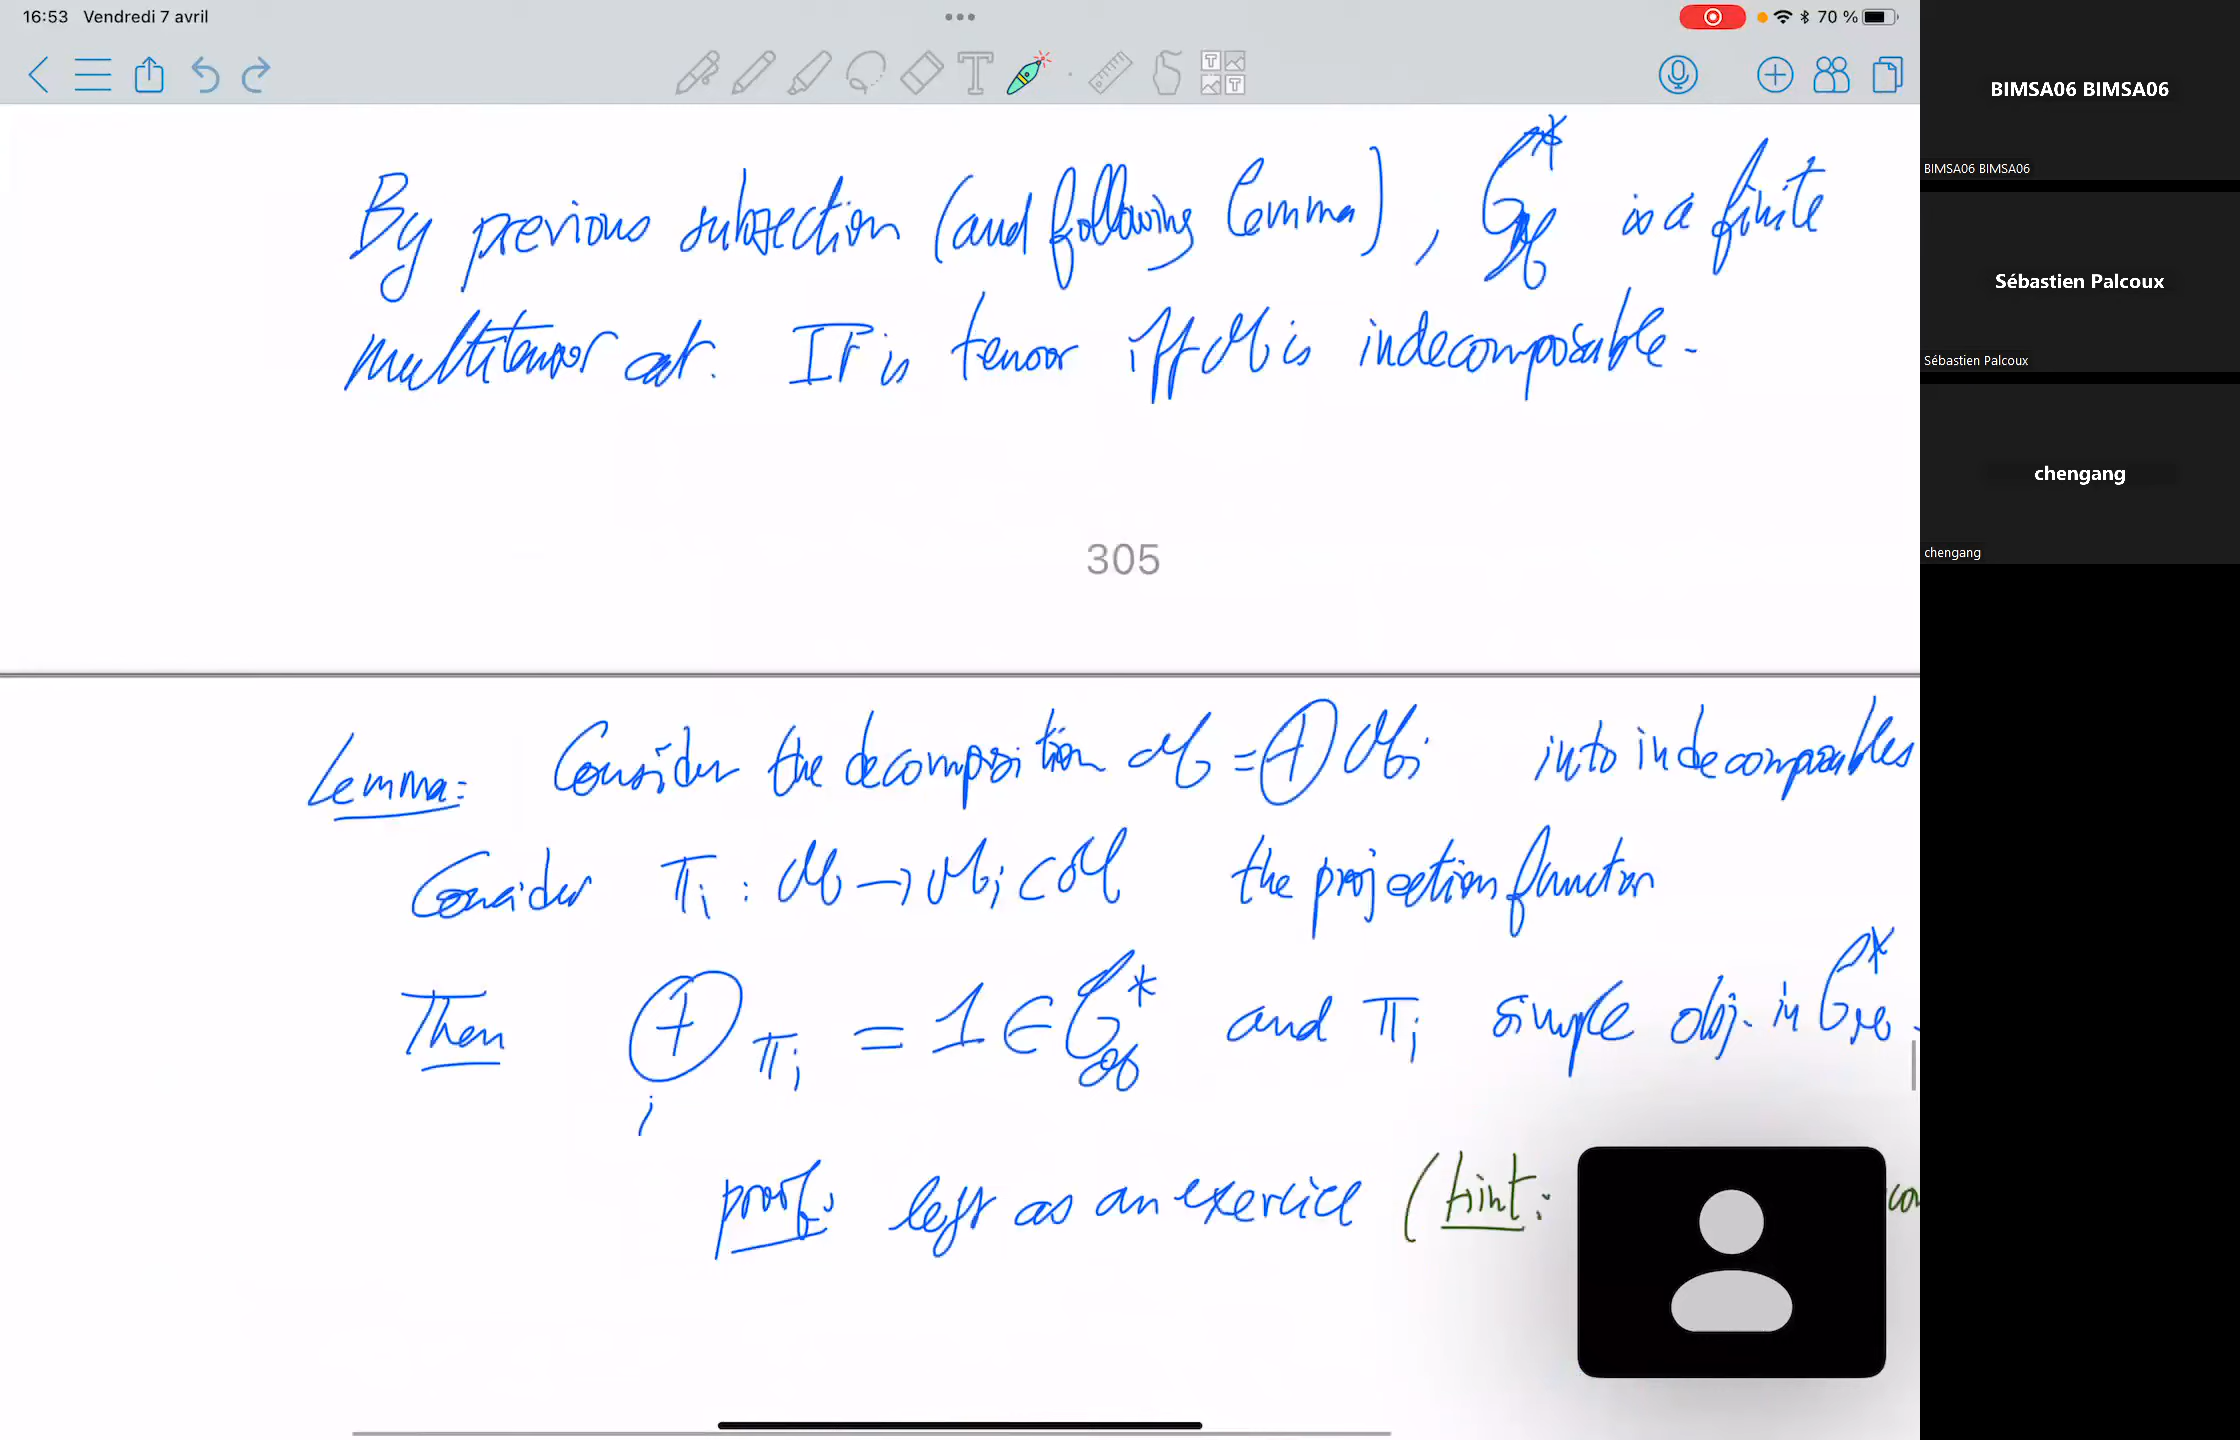 16:53 Vendredi 7 avril
70 %
By previous subsection (and following lemma), 𝒞*_ℳ is a finite
multitensor cat. It is tensor iff ℳ is indecomposable.
305
Lemma: Consider the decomposition ℳ = ⊕ ℳ_i into indecomposables
Consider π_i : ℳ → ℳ_i ⊂ ℳ the projection functor
Then ⊕_i π_i = 1 ∈ 𝒞*_ℳ and π_i simple obj. in 𝒞*_ℳ.
proof: left as an exercice (hint:
BIMSA06 BIMSA06
BIMSA06 BIMSA06
Sébastien Palcoux
Sébastien Palcoux
chengang
chengang